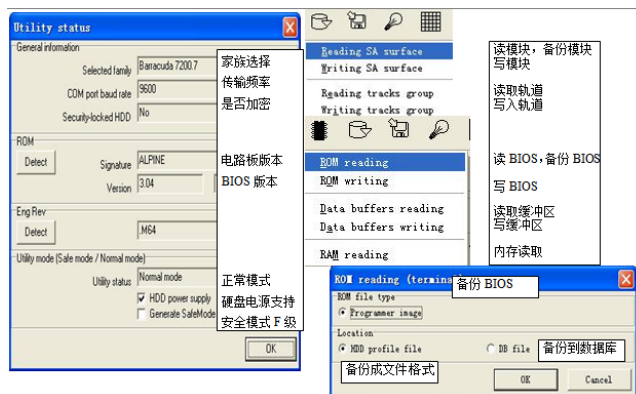 Utility status
General information
Selected family
Barracuda 7200.7
家族选择
COM port baud rate
9600
传输频率
Security-locked HDD
No
是否加密
ROM
Detect
Signature
ALPINE
电路板版本
Version
3.04
BIOS 版本
Eng Rev
Detect
.M64
Utility mode (Safe mode / Normal mode)
Utility status
Normal mode
正常模式
HDD power supply
硬盘电源支持
Generate SafeMode
安全模式 F 级
OK
Reading SA surface
Writing SA surface
Reading tracks group
Writing tracks group
读模块，备份模块
写模块
读取轨道
写入轨道
ROM reading
ROM writing
Data buffers reading
Data buffers writing
RAM reading
读 BIOS，备份 BIOS
写 BIOS
读取缓冲区
写缓冲区
内存读取
ROM reading (termina
备份 BIOS
ROM file type
Programmer image
Location
HDD profile file
DB file
备份到数据库
备份成文件格式
OK
Cancel